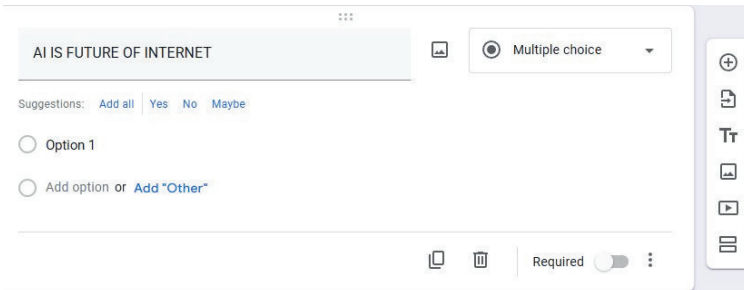 AI IS FUTURE OF INTERNET
Multiple choice
Suggestions: Add all Yes No Maybe
Option 1
Add option or Add "Other"
Required
Tт